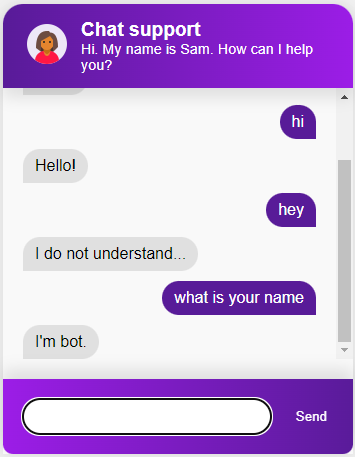 Chat support
Hi. My name is Sam. How can I help
you?
hi
Hello!
hey
I do not understand...
what is your name
I'm bot.
Send